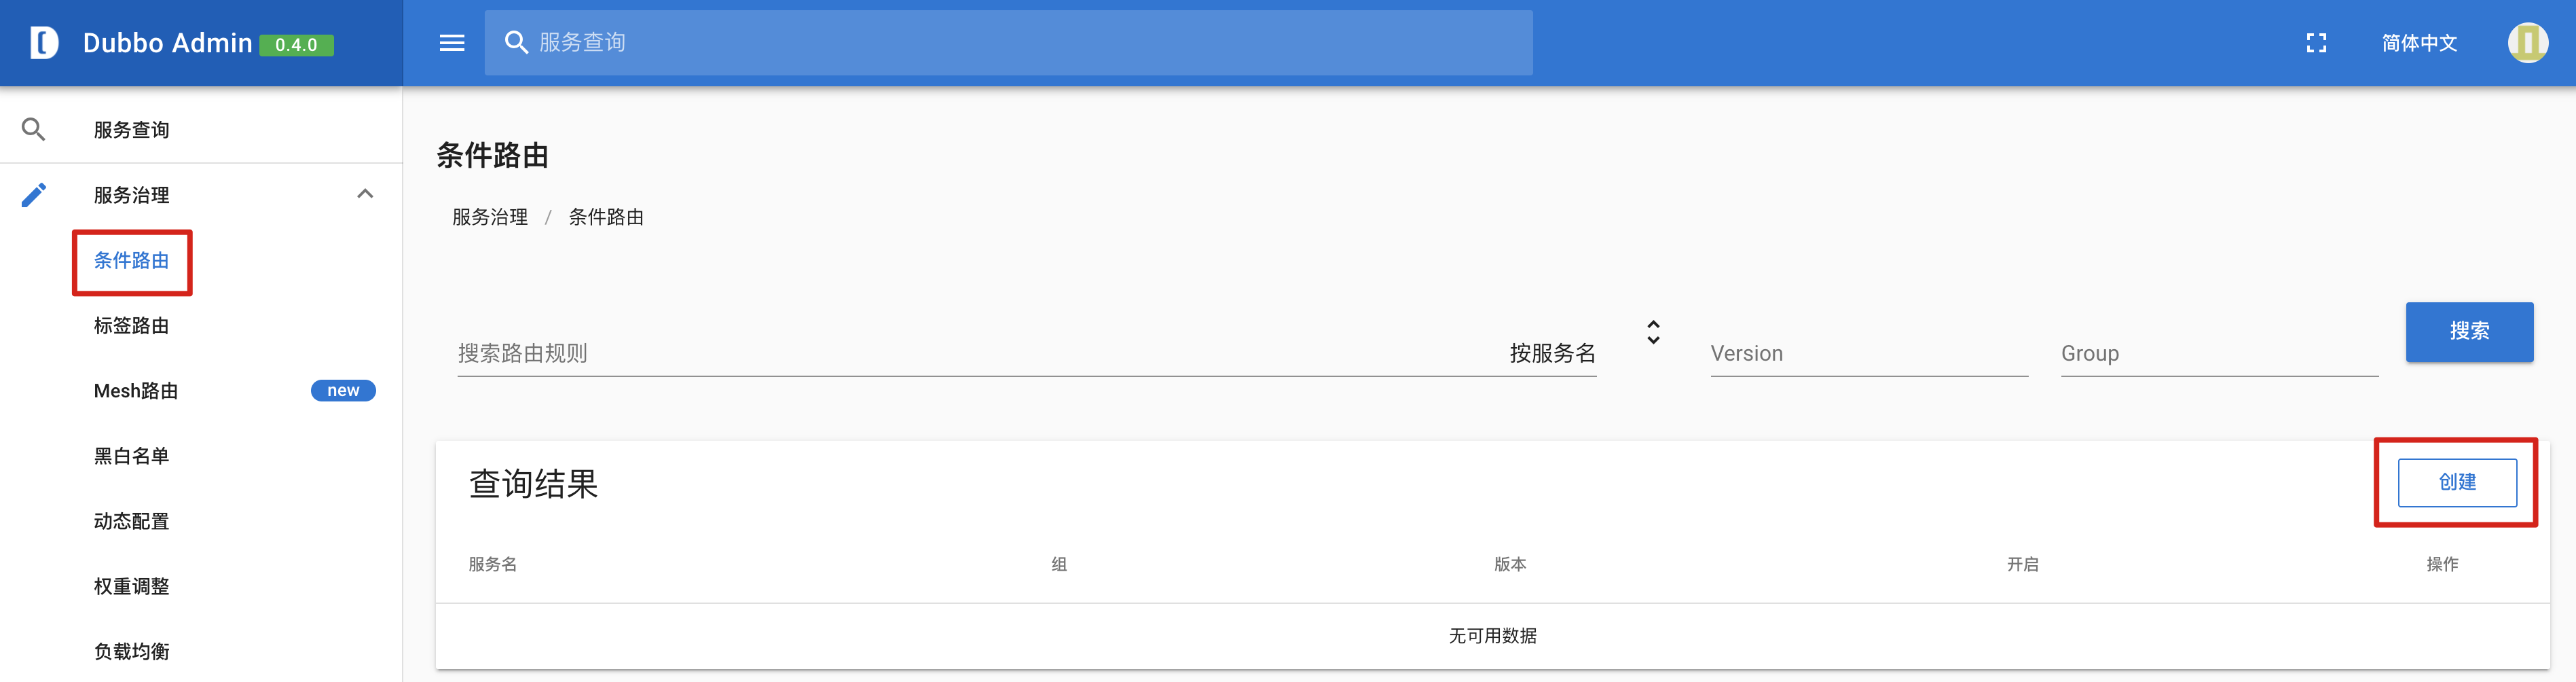 Dubbo Admin 0.4.0
服务查询
简体中文
服务查询
服务治理
条件路由
标签路由
Mesh路由 new
黑白名单
动态配置
权重调整
负载均衡
条件路由
服务治理 / 条件路由
搜索路由规则 按服务名 Version Group 搜索
查询结果 创建
服务名 组 版本 开启 操作
无可用数据